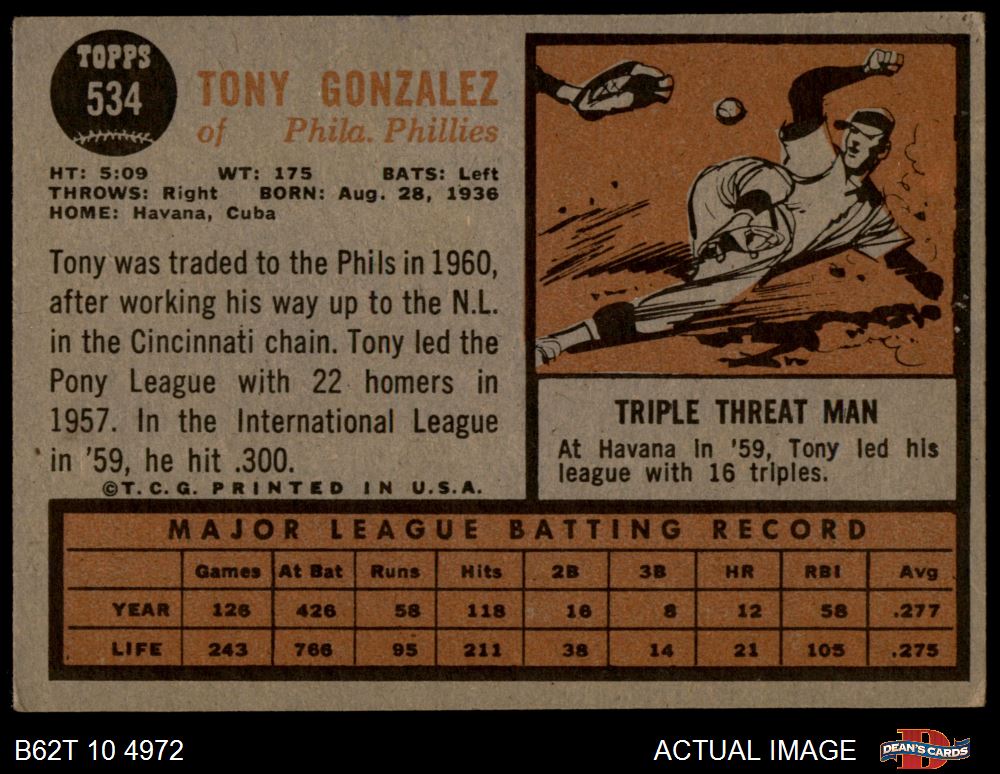 TOPPS
534
TONY GONZALEZ
of Phila. Phillies
HT: 5:09 WT: 175 BATS: Left
THROWS: Right BORN: Aug. 28, 1936
HOME: Havana, Cuba
Tony was traded to the Phils in 1960,
after working his way up to the N.L.
in the Cincinnati chain. Tony led the
Pony League with 22 homers in
1957. In the International League
in '59, he hit .300.
©T.C.G. PRINTED IN U.S.A.
TRIPLE THREAT MAN
At Havana in '59, Tony led his
league with 16 triples.
MAJOR LEAGUE BATTING RECORD
Games At Bat Runs Hits 2B 3B HR RBI Avg
YEAR 126 426 58 118 16 8 12 58 .277
LIFE 243 766 95 211 38 14 21 105 .275
B62T 10 4972
ACTUAL IMAGE
DEAN'S CARDS